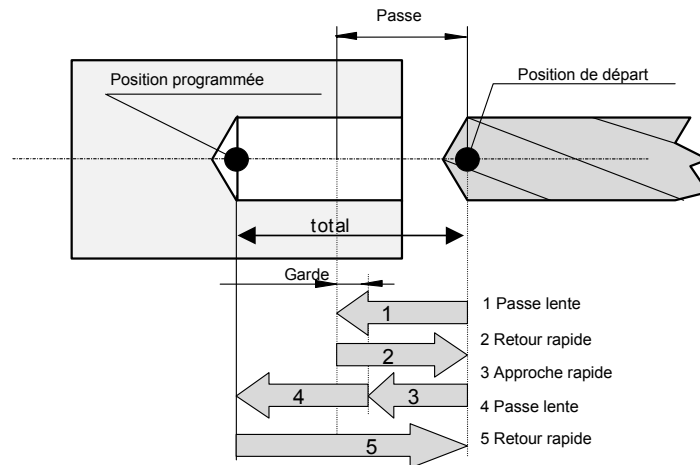 Passe
Position programmée
Position de départ
total
Garde
1
1 Passe lente
2
2 Retour rapide
3 Approche rapide
4
3
4 Passe lente
5
5 Retour rapide